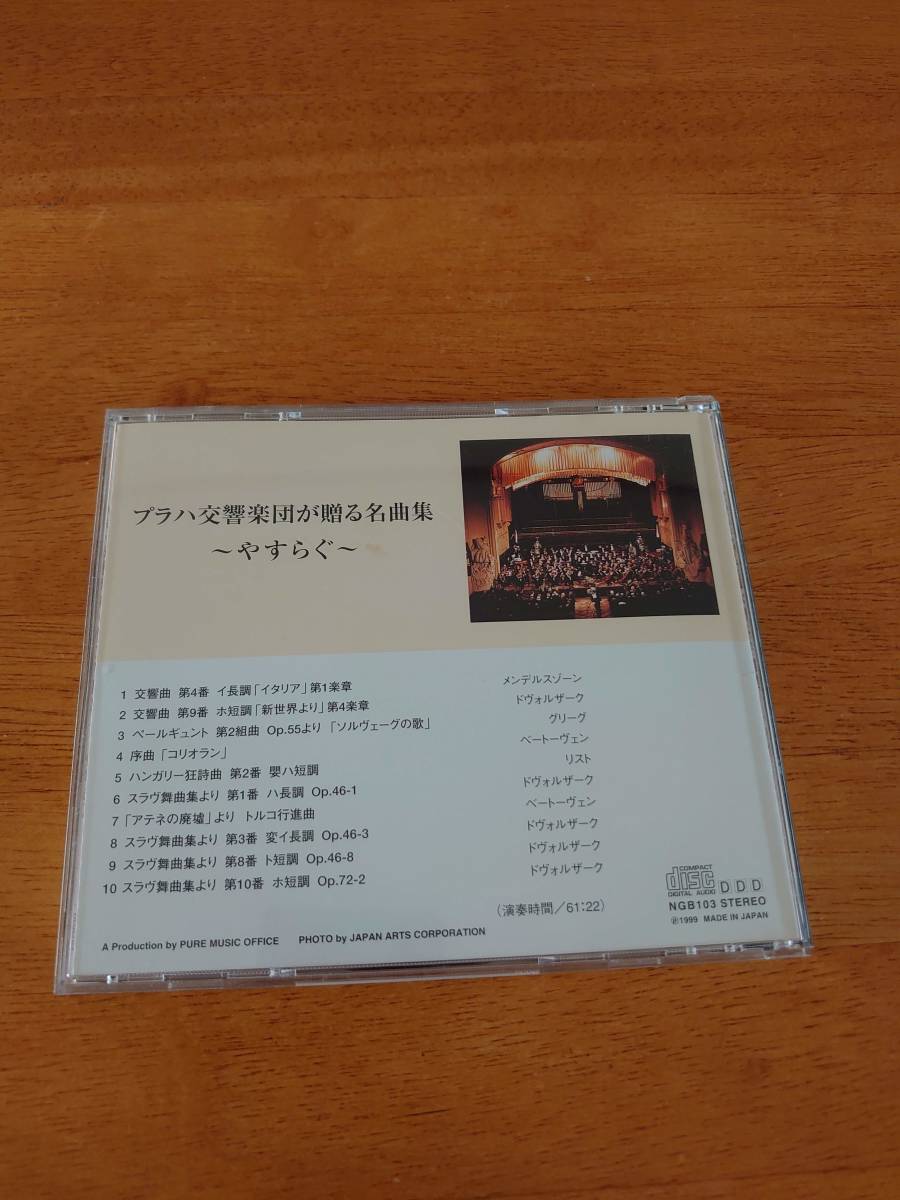 プラハ交響楽団が贈る名曲集
～やすらぐ～
1 交響曲 第4番 イ長調「イタリア」第1楽章 メンデルスゾーン
2 交響曲 第9番 ホ短調「新世界より」第4楽章 ドヴォルザーク
3 ペールギュント 第2組曲 Op.55より 「ソルヴェーグの歌」 グリーグ
4 序曲「コリオラン」 ベートーヴェン
5 ハンガリー狂詩曲 第2番 嬰ハ短調 リスト
6 スラヴ舞曲集より 第1番 ハ長調 Op.46-1 ドヴォルザーク
7 「アテネの廃墟」より トルコ行進曲 ベートーヴェン
8 スラヴ舞曲集より 第3番 変イ長調 Op.46-3 ドヴォルザーク
9 スラヴ舞曲集より 第8番 ト短調 Op.46-8 ドヴォルザーク
10 スラヴ舞曲集より 第10番 ホ短調 Op.72-2 ドヴォルザーク
（演奏時間／61:22）
COMPACT
disc
DIGITAL AUDIO
DDD
NGB103 STEREO
℗1999 MADE IN JAPAN
A Production by PURE MUSIC OFFICE PHOTO by JAPAN ARTS CORPORATION